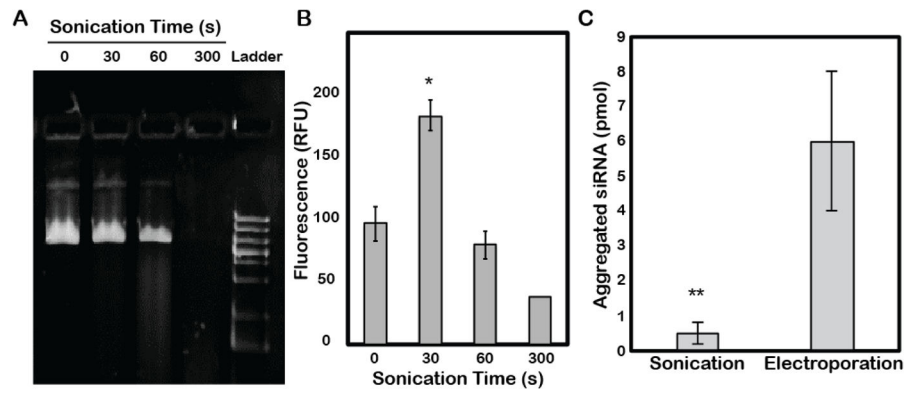 A
Sonication Time (s)
0 30 60 300 Ladder
B
Fluorescence (RFU)
200
150
100
50
0
*
0 30 60 300
Sonication Time (s)
C
Aggregated siRNA (pmol)
9
8
7
6
5
4
3
2
1
0
**
Sonication Electroporation